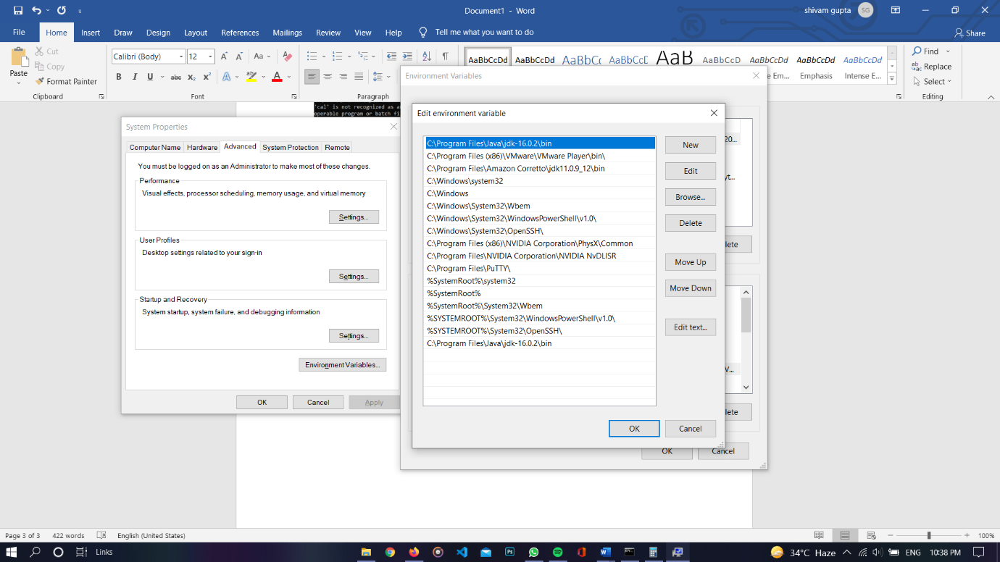 Document1 - Word
shivam gupta
SG
File
Home
Insert
Draw
Design
Layout
References
Mailings
Review
View
Help
Tell me what you want to do
Share
Paste
Cut
Copy
Format Painter
Clipboard
Calibri (Body)
12
Font
Paragraph
AaBbCcDd
AaBbCcDd
AaBbCc
AaBbCcD
AaB
AaBbCcD
AaBbCcDd
AaBbCcDd
AaBbCcDd
e Em...
Emphasis
Intense E...
Find
Replace
Select
Editing
'cal' is not recognized as a
operable program or batch fi
System Properties
Computer Name
Hardware
Advanced
System Protection
Remote
You must be logged on as an Administrator to make most of these changes.
Performance
Visual effects, processor scheduling, memory usage, and virtual memory
Settings...
User Profiles
Desktop settings related to your sign-in
Settings...
Startup and Recovery
System startup, system failure, and debugging information
Settings...
Environment Variables...
OK
Cancel
Apply
Environment Variables
20...
yt...
lete
V...
lete
OK
Cancel
Edit environment variable
C:\Program Files\Java\jdk-16.0.2\bin
C:\Program Files (x86)\VMware\VMware Player\bin\
C:\Program Files\Amazon Corretto\jdk11.0.9_12\bin
C:\Windows\system32
C:\Windows
C:\Windows\System32\Wbem
C:\Windows\System32\WindowsPowerShell\v1.0\
C:\Windows\System32\OpenSSH\
C:\Program Files (x86)\NVIDIA Corporation\PhysX\Common
C:\Program Files\NVIDIA Corporation\NVIDIA NvDLISR
C:\Program Files\PuTTY\
%SystemRoot%\system32
%SystemRoot%
%SystemRoot%\System32\Wbem
%SYSTEMROOT%\System32\WindowsPowerShell\v1.0\
%SYSTEMROOT%\System32\OpenSSH\
C:\Program Files\Java\jdk-16.0.2\bin
New
Edit
Browse...
Delete
Move Up
Move Down
Edit text...
OK
Cancel
Page 3 of 3
422 words
English (United States)
100%
Links
34°C Haze
ENG
10:38 PM